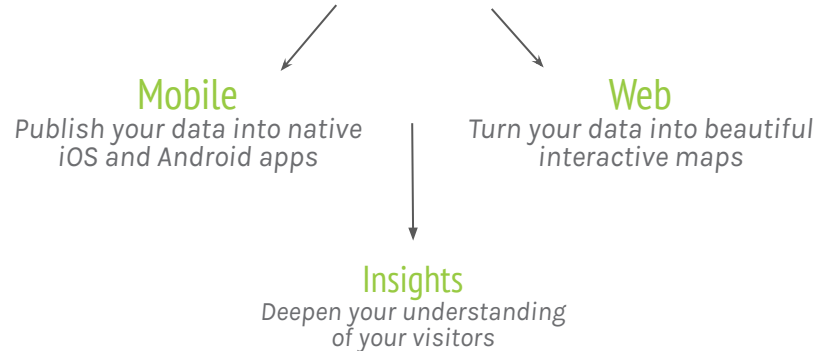 Mobile
Publish your data into native
iOS and Android apps
Web
Turn your data into beautiful
interactive maps
Insights
Deepen your understanding
of your visitors